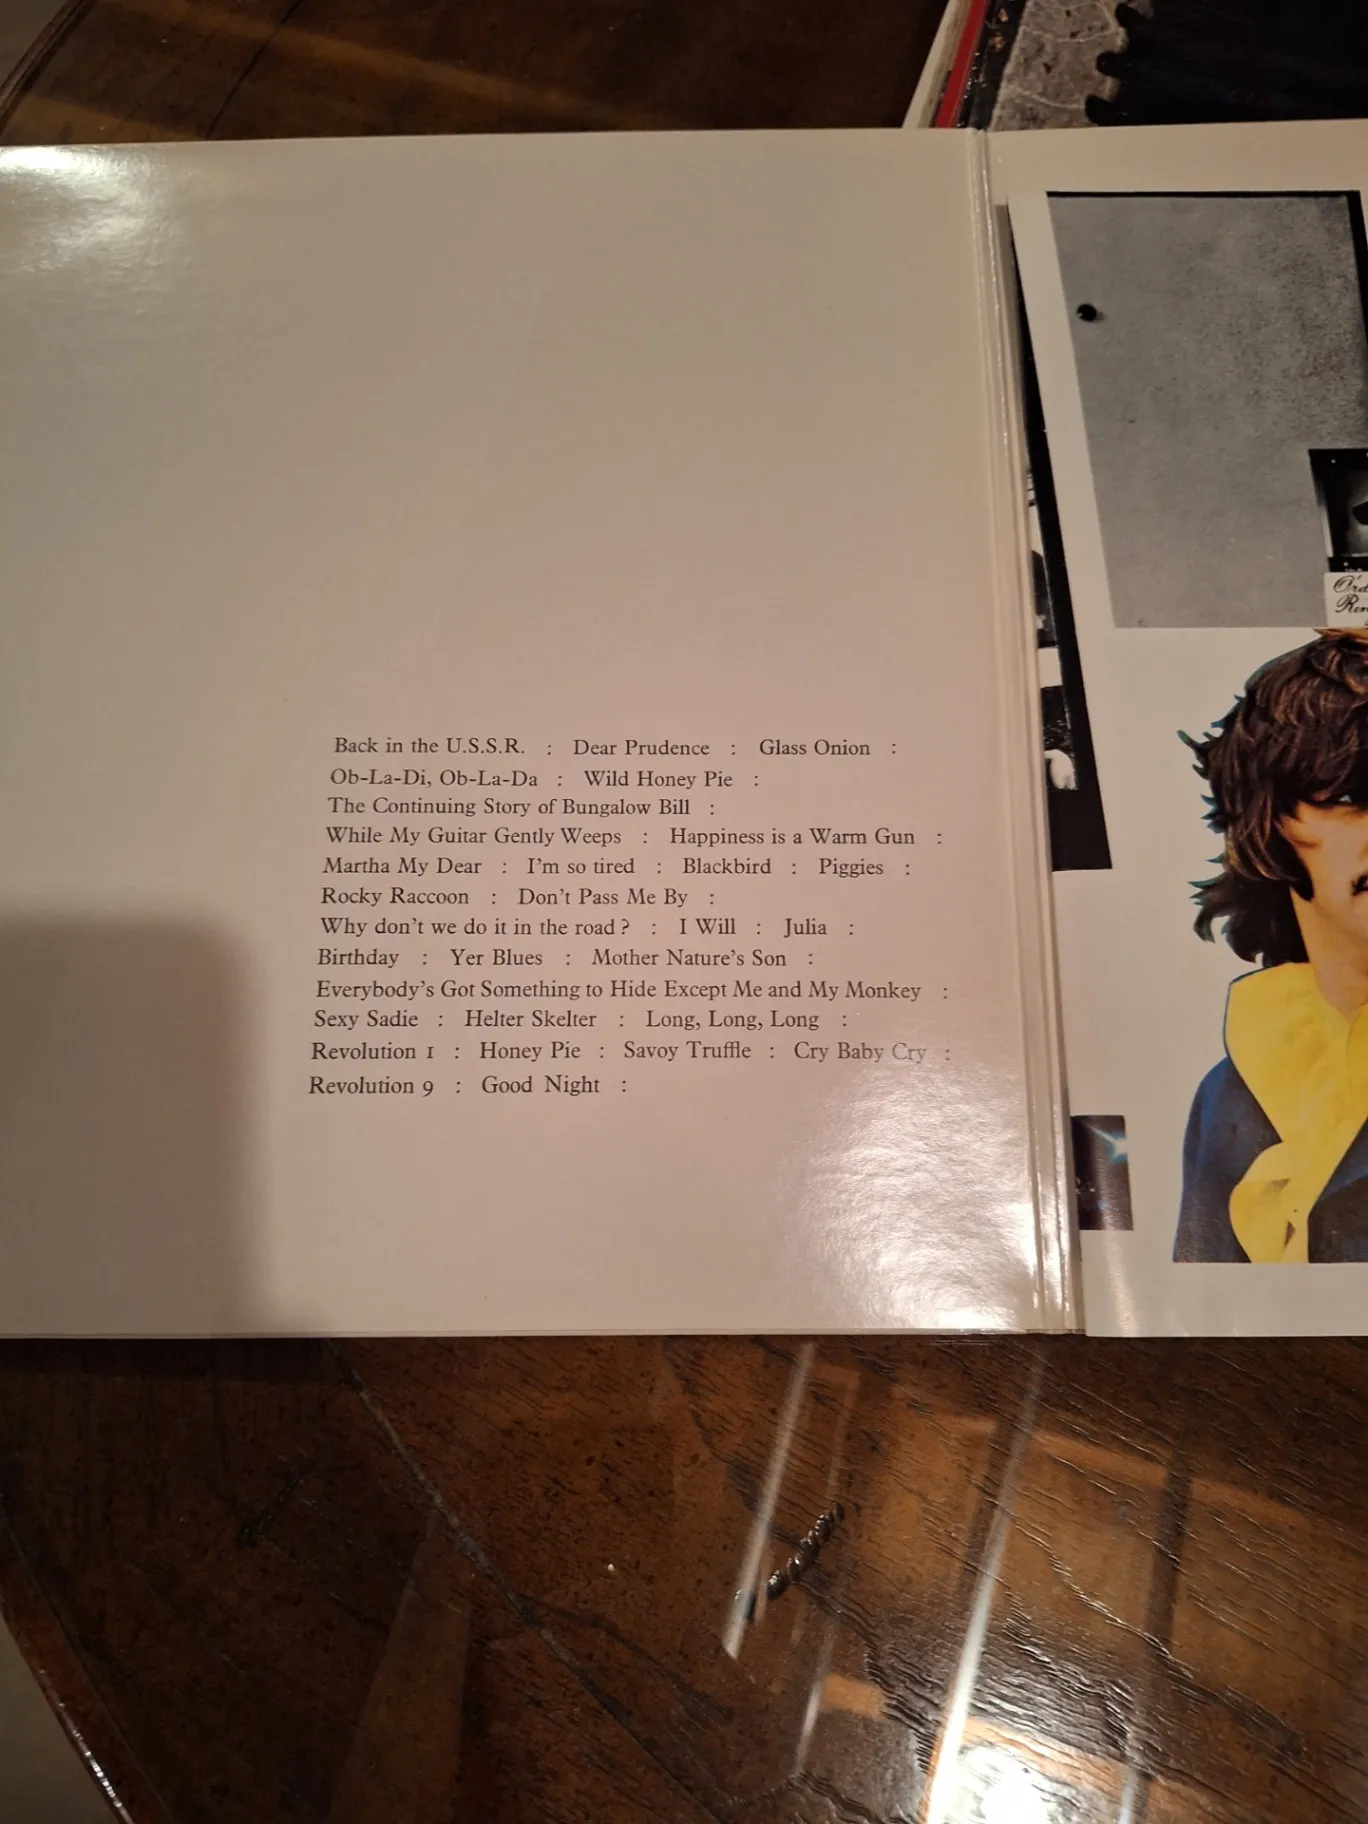 Back in the U.S.S.R. : Dear Prudence : Glass Onion :
Ob-La-Di, Ob-La-Da : Wild Honey Pie :
The Continuing Story of Bungalow Bill :
While My Guitar Gently Weeps : Happiness is a Warm Gun :
Martha My Dear : I'm so tired : Blackbird : Piggies :
Rocky Raccoon : Don't Pass Me By :
Why don't we do it in the road? : I Will : Julia :
Birthday : Yer Blues : Mother Nature's Son :
Everybody's Got Something to Hide Except Me and My Monkey :
Sexy Sadie : Helter Skelter : Long, Long, Long :
Revolution 1 : Honey Pie : Savoy Truffle : Cry Baby Cry :
Revolution 9 : Good Night :